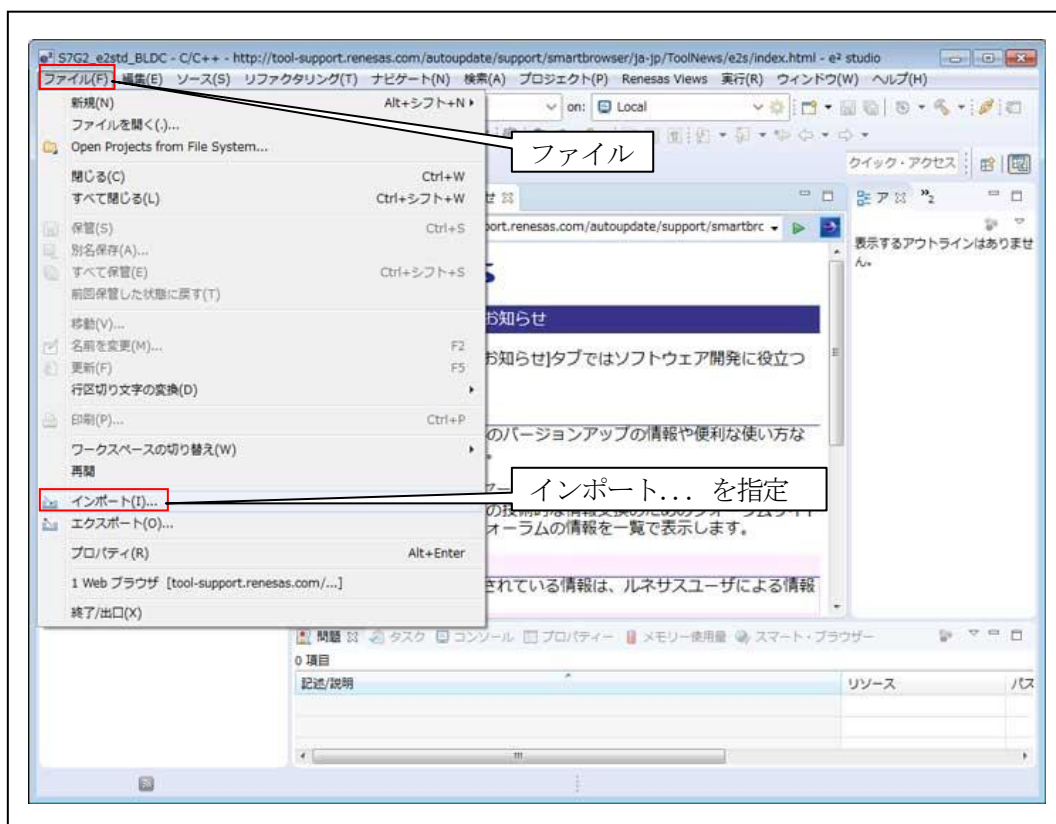 S7G2_e2std_BLDC - C/C++ - http://tool-support.renesas.com/autoupdate/support/smartbrowser/ja-jp/ToolNews/e2s/index.html - e² studio
ファイル(F) 編集(E) ソース(S) リファクタリング(T) ナビゲート(N) 検索(A) プロジェクト(P) Renesas Views 実行(R) ウィンドウ(W) ヘルプ(H)
新規(N) Alt+シフト+N
on: Local
ファイルを開く(.)...
Open Projects from File System...
ファイル
クイック・アクセス
閉じる(C) Ctrl+W
すべて閉じる(L) Ctrl+シフト+W
せ
ア
2
保管(S) Ctrl+S
port.renesas.com/autoupdate/support/smartbrc
別名保存(A)...
表示するアウトラインはありません。
すべて保管(E) Ctrl+シフト+S
s
前回保管した状態に戻す(T)
移動(V)...
お知らせ
名前を変更(M)... F2
お知らせ]タブではソフトウェア開発に役立つ
更新(F) F5
行区切り文字の変換(D)
印刷(P)... Ctrl+P
のバージョンアップの情報や便利な使い方な
ワークスペースの切り替え(W)
再開
インポート(I)...
インポート... を指定
エクスポート(O)...
ォーラムの情報を一覧で表示します。
プロパティ(R) Alt+Enter
1 Web ブラウザ [tool-support.renesas.com/...]
されている情報は、ルネサスユーザによる情報
終了/出口(X)
問題 タスク コンソール プロパティー メモリー使用量 スマート・ブラウザー
0 項目
記述/説明 リソース パス